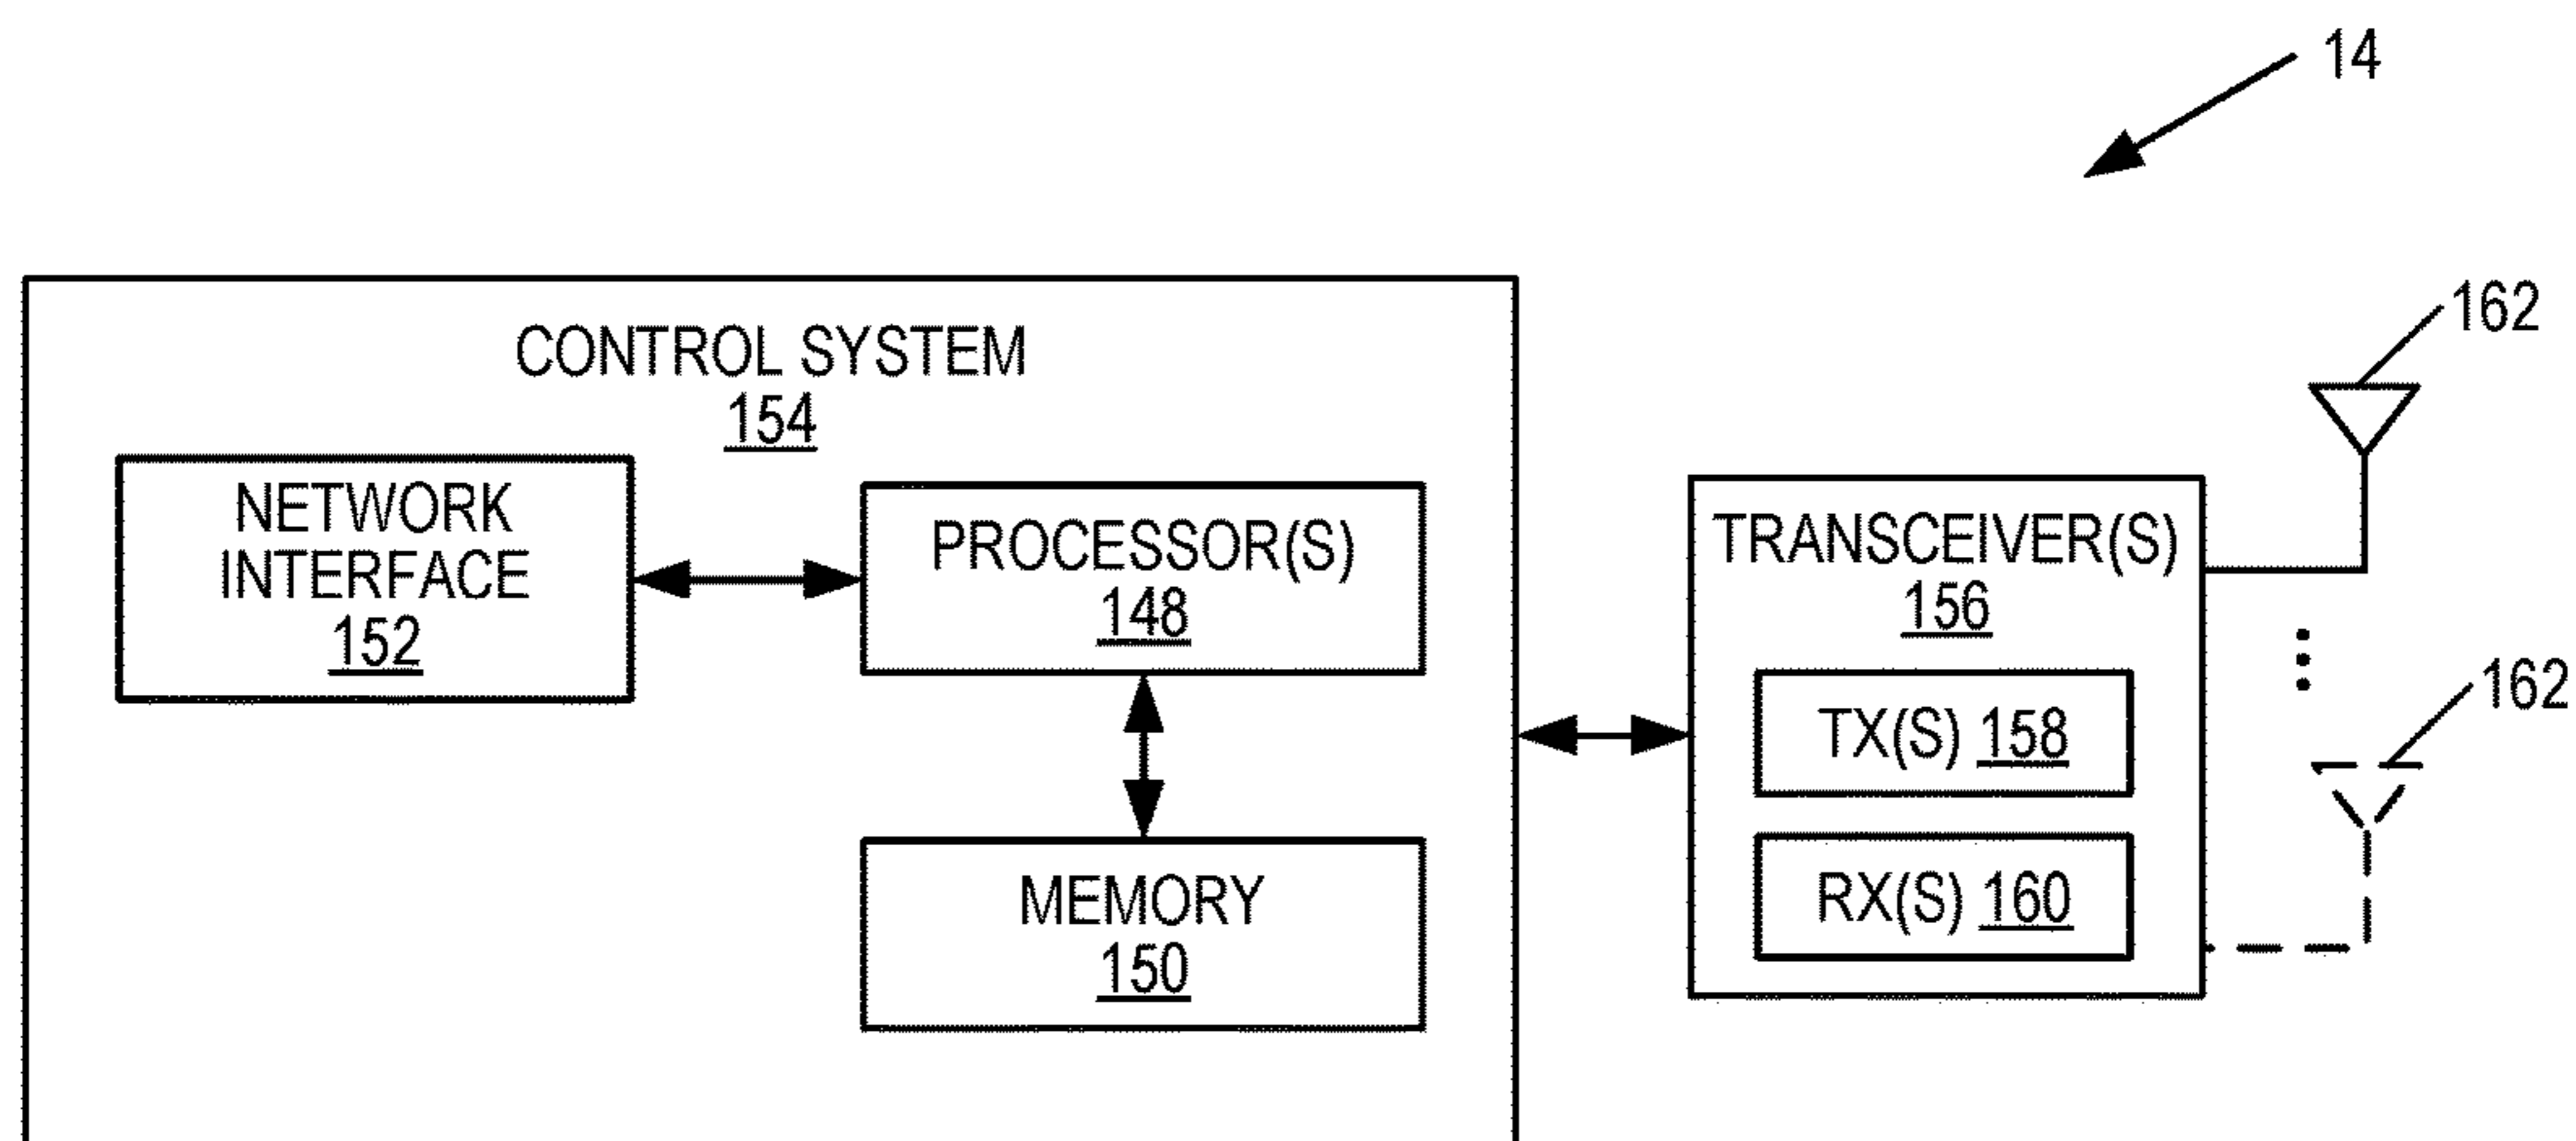 14
CONTROL SYSTEM
154
NETWORK
INTERFACE
152
PROCESSOR(S)
148
MEMORY
150
TRANSCEIVER(S)
156
TX(S) 158
RX(S) 160
162
162